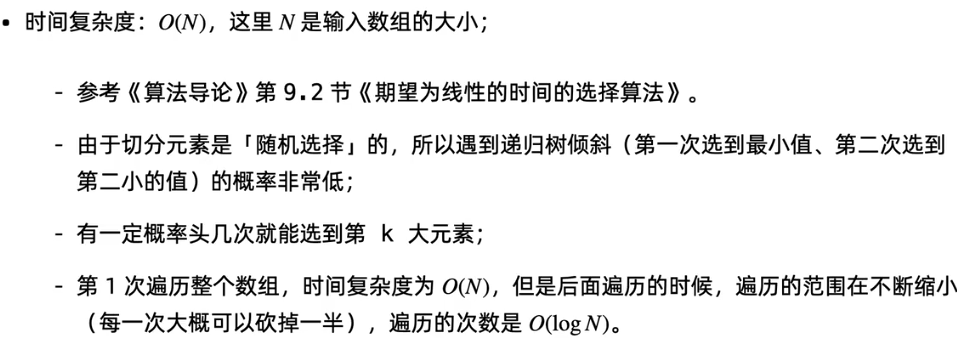 • 时间复杂度：O(N)，这里 N 是输入数组的大小；
- 参考《算法导论》第 9.2 节《期望为线性的时间的选择算法》。
- 由于切分元素是「随机选择」的，所以遇到递归树倾斜（第一次选到最小值、第二次选到
第二小的值）的概率非常低；
- 有一定概率头几次就能选到第 k 大元素；
- 第 1 次遍历整个数组，时间复杂度为 O(N)，但是后面遍历的时候，遍历的范围在不断缩小
（每一次大概可以砍掉一半），遍历的次数是 O(log N)。